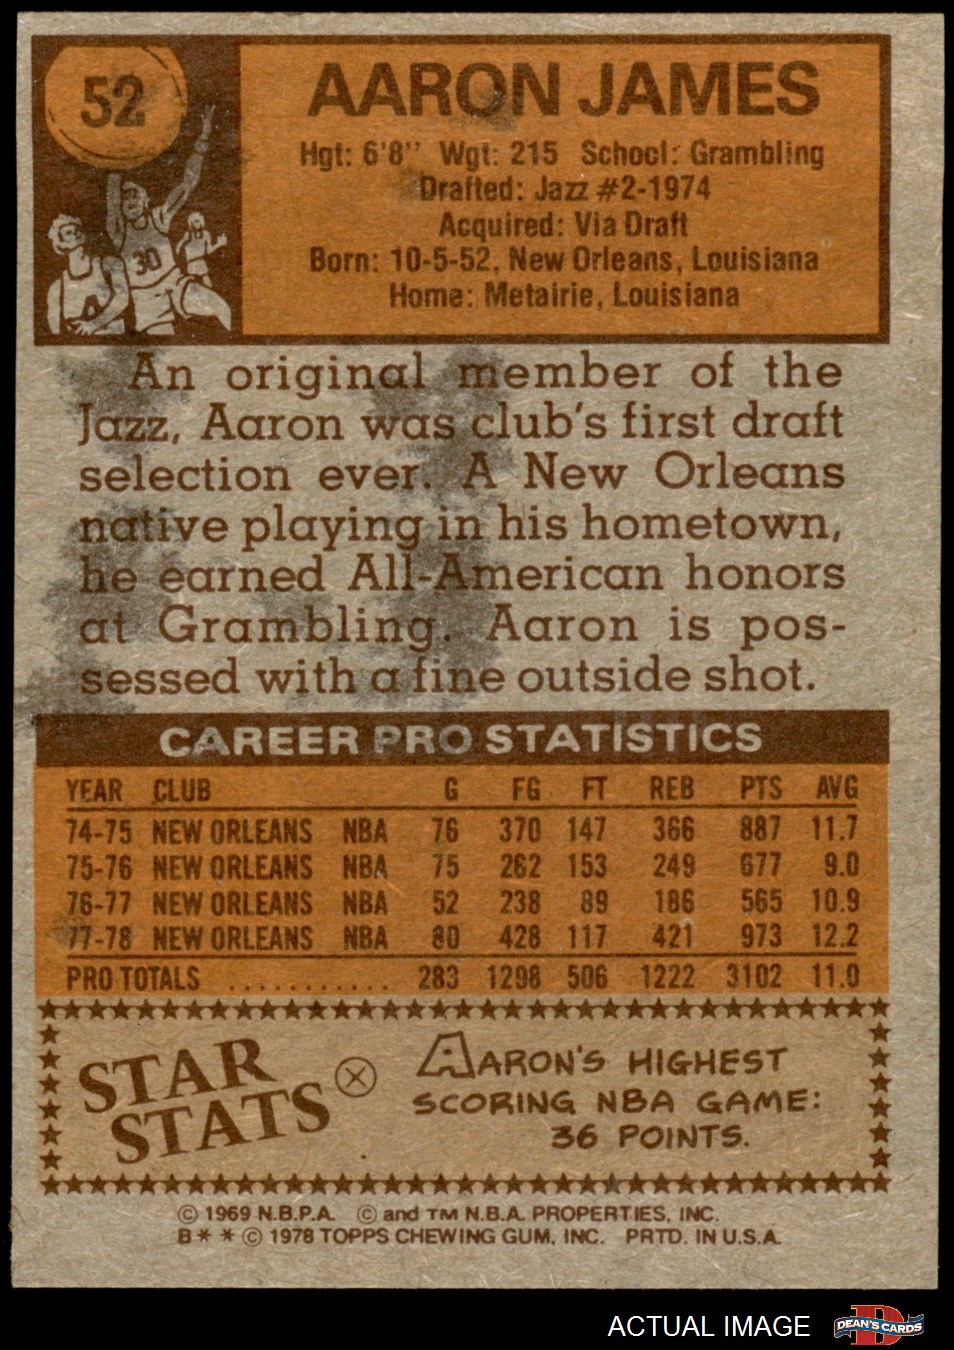 52
AARON JAMES
Hgt: 6'8" Wgt: 215 School: Grambling
Drafted: Jazz #2-1974
Acquired: Via Draft
Born: 10-5-52, New Orleans, Louisiana
Home: Metairie, Louisiana
30
An original member of the
Jazz, Aaron was club's first draft
selection ever. A New Orleans
native playing in his hometown,
he earned All-American honors
at Grambling. Aaron is pos-
sessed with a fine outside shot.
CAREER PRO STATISTICS
YEAR CLUB G FG FT REB PTS AVG
74-75 NEW ORLEANS NBA 76 370 147 366 887 11.7
75-76 NEW ORLEANS NBA 75 262 153 249 677 9.0
76-77 NEW ORLEANS NBA 52 238 89 186 565 10.9
77-78 NEW ORLEANS NBA 80 428 117 421 973 12.2
PRO TOTALS ........... 283 1298 506 1222 3102 11.0
STAR
STATS
AARON'S HIGHEST
SCORING NBA GAME:
36 POINTS.
© 1969 N.B.P.A. © and TM N.B.A. PROPERTIES, INC.
B * * © 1978 TOPPS CHEWING GUM, INC. PRTD. IN U.S.A.
ACTUAL IMAGE
D
DEAN'S CARDS